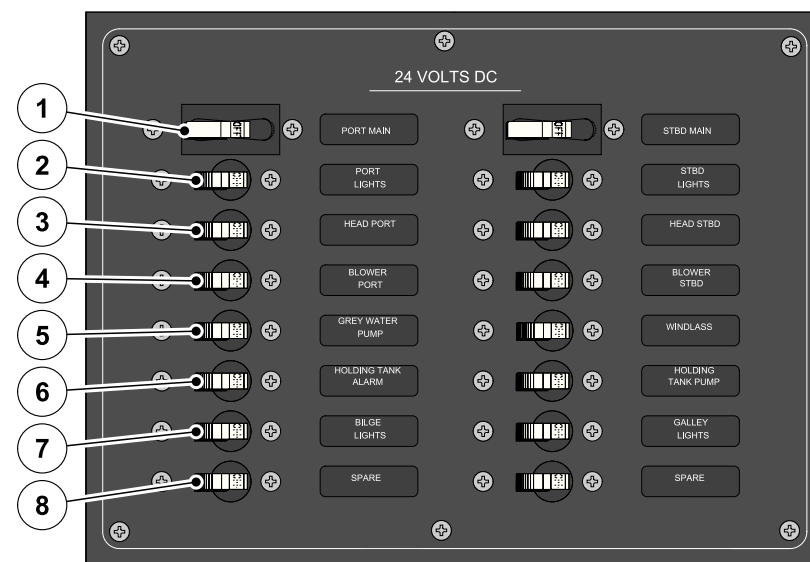 24 VOLTS DC
1
OFF
PORT MAIN
OFF
STBD MAIN
2
PORT
LIGHTS
STBD
LIGHTS
3
HEAD PORT
HEAD STBD
4
BLOWER
PORT
BLOWER
STBD
5
GREY WATER
PUMP
WINDLASS
6
HOLDING TANK
ALARM
HOLDING
TANK PUMP
7
BILGE
LIGHTS
GALLEY
LIGHTS
8
SPARE
SPARE